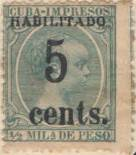 CUBA-IMPRESOS
HABILITADO
5
cents.
½ MILA DE PESO